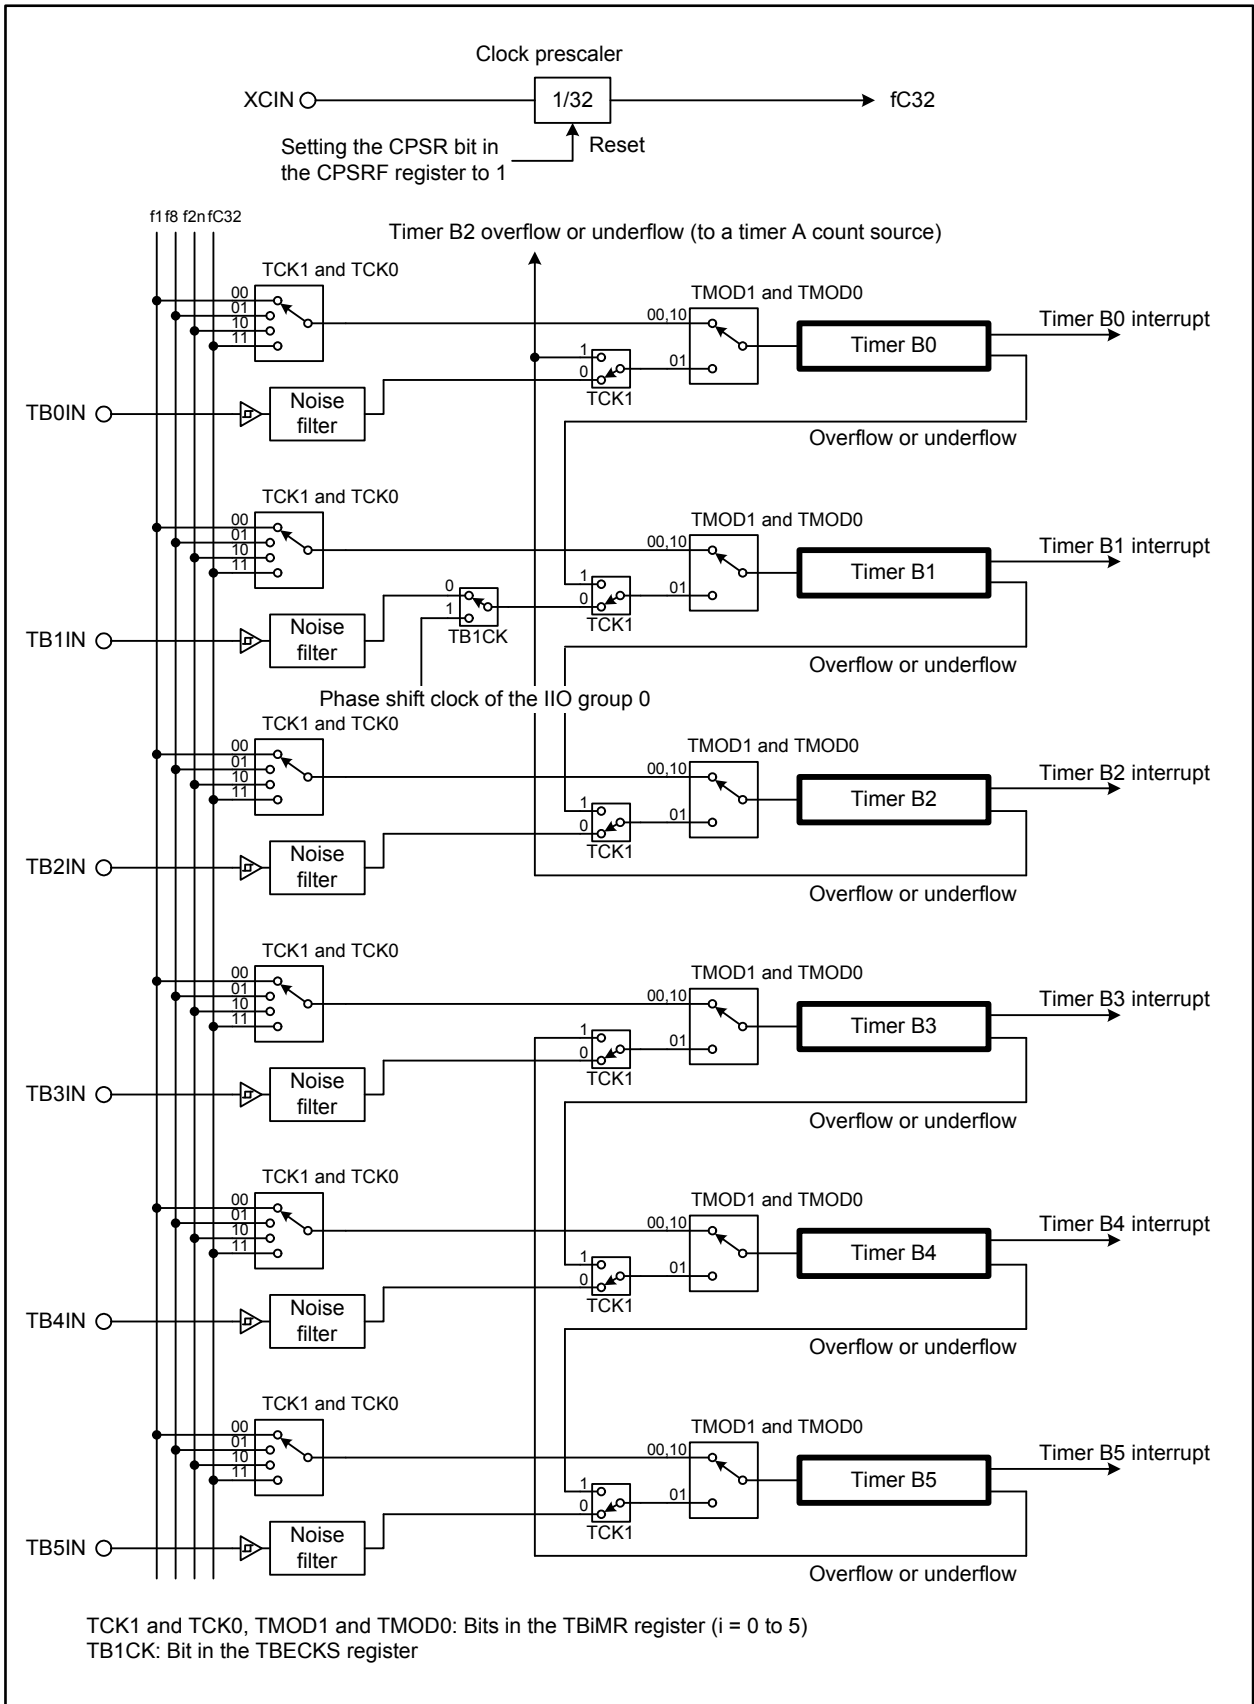 Clock prescaler
XCIN
1/32
fC32
Setting the CPSR bit in
the CPSRF register to 1
Reset
f1 f8 f2n fC32
Timer B2 overflow or underflow (to a timer A count source)
TCK1 and TCK0
00
01
10
11
TMOD1 and TMOD0
00,10
01
1
0
TCK1
Timer B0
Timer B0 interrupt
TB0IN
Noise
filter
Overflow or underflow
TCK1 and TCK0
00
01
10
11
TMOD1 and TMOD0
00,10
01
1
0
TCK1
Timer B1
Timer B1 interrupt
0
1
TB1CK
TB1IN
Noise
filter
Overflow or underflow
Phase shift clock of the IIO group 0
TCK1 and TCK0
00
01
10
11
TMOD1 and TMOD0
00,10
01
1
0
TCK1
Timer B2
Timer B2 interrupt
TB2IN
Noise
filter
Overflow or underflow
TCK1 and TCK0
00
01
10
11
TMOD1 and TMOD0
00,10
01
1
0
TCK1
Timer B3
Timer B3 interrupt
TB3IN
Noise
filter
Overflow or underflow
TCK1 and TCK0
00
01
10
11
TMOD1 and TMOD0
00,10
01
1
0
TCK1
Timer B4
Timer B4 interrupt
TB4IN
Noise
filter
Overflow or underflow
TCK1 and TCK0
00
01
10
11
TMOD1 and TMOD0
00,10
01
1
0
TCK1
Timer B5
Timer B5 interrupt
TB5IN
Noise
filter
Overflow or underflow
TCK1 and TCK0, TMOD1 and TMOD0: Bits in the TBiMR register (i = 0 to 5)
TB1CK: Bit in the TBECKS register